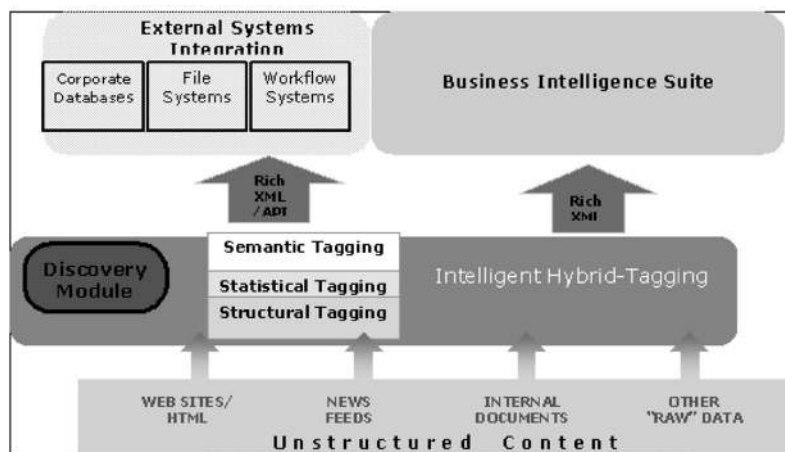 External Systems
Integration
Corporate
Databases
File
Systems
Workflow
Systems
Business Intelligence Suite
Rich
XML
/ API
Rich
XML
Discovery
Module
Semantic Tagging
Statistical Tagging
Structural Tagging
Intelligent Hybrid-Tagging
WEB SITES/
HTML
NEWS
FEEDS
INTERNAL
DOCUMENTS
OTHER
"RAW" DATA
Unstructured Content